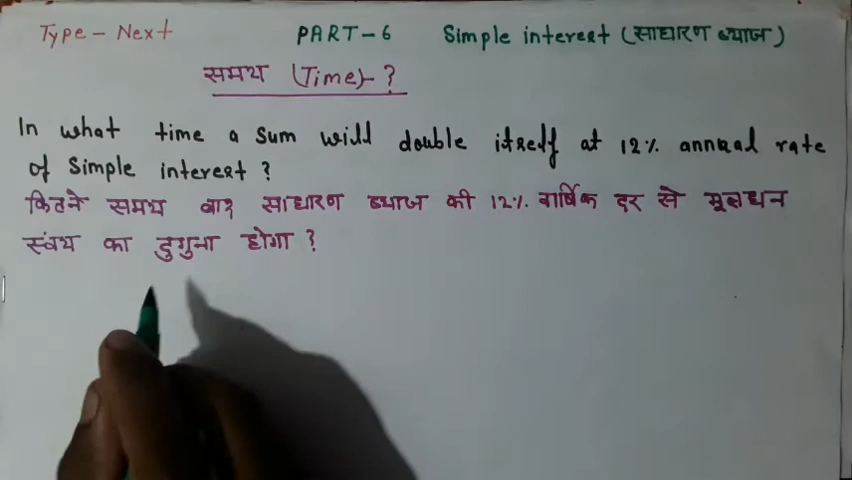 Type - Next PART-6 Simple interest (साधारण ब्याज)
समय (Time) - ?
In what time a Sum will double itself at 12% annual rate
of Simple interest ?
कितने समय बाद साधारण ब्याज की 12% वार्षिक दर से मूलधन
स्वंय का दुगुना होगा ?